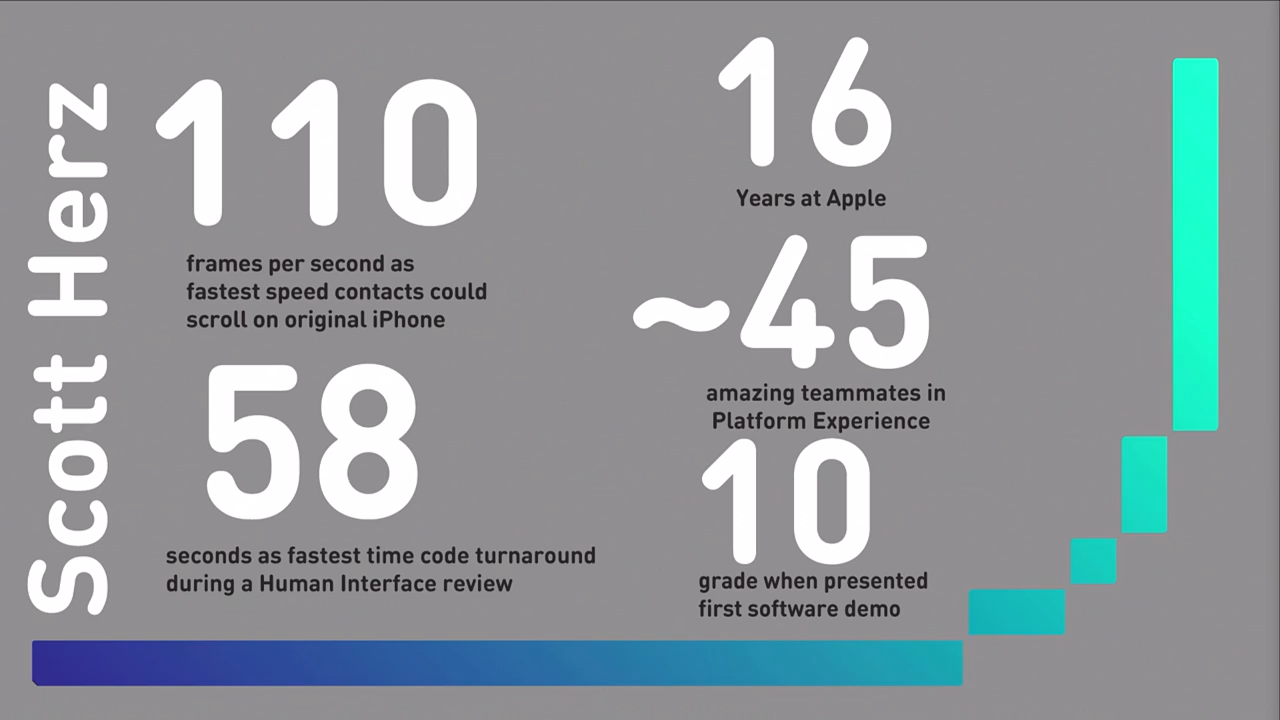 Scott Herz
110
frames per second as
fastest speed contacts could
scroll on original iPhone
58
seconds as fastest time code turnaround
during a Human Interface review
16
Years at Apple
~45
amazing teammates in
Platform Experience
10
grade when presented
first software demo